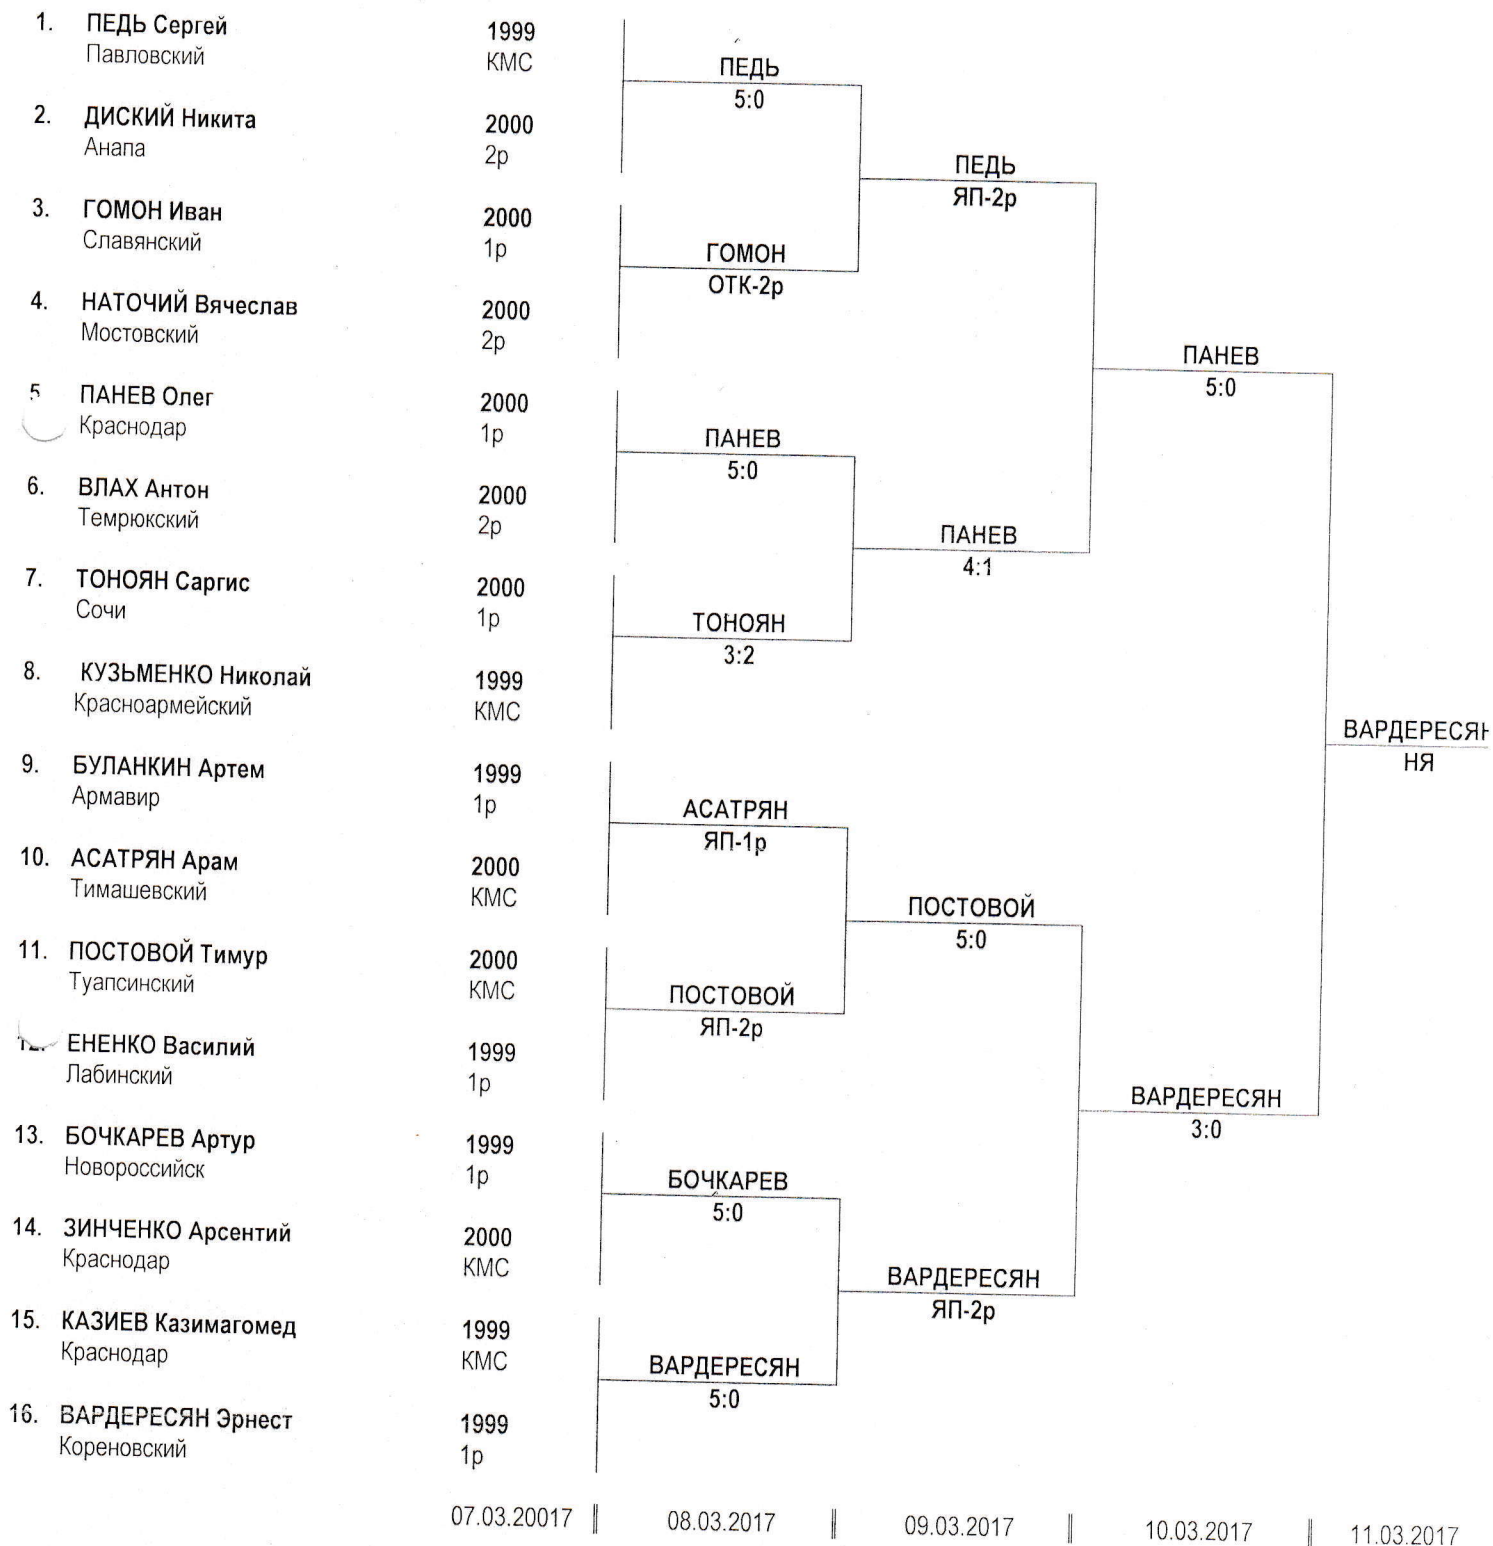 1. ПЕДЬ Сергей 1999
Павловский КМС
ПЕДЬ
5:0
2. ДИСКИЙ Никита 2000
Анапа 2р
ПЕДЬ
ЯП-2р
3. ГОМОН Иван 2000
Славянский 1р
ГОМОН
ОТК-2р
4. НАТОЧИЙ Вячеслав 2000
Мостовский 2р
ПАНЕВ
5:0
5 ПАНЕВ Олег 2000
Краснодар 1р
ПАНЕВ
5:0
6. ВЛАХ Антон 2000
Темрюкский 2р
ПАНЕВ
4:1
7. ТОНОЯН Саргис 2000
Сочи 1р
ТОНОЯН
3:2
8. КУЗЬМЕНКО Николай 1999
Красноармейский КМС
ВАРДЕРЕСЯН
НЯ
9. БУЛАНКИН Артем 1999
Армавир 1р
АСАТРЯН
ЯП-1р
10. АСАТРЯН Арам 2000
Тимашевский КМС
ПОСТОВОЙ
5:0
11. ПОСТОВОЙ Тимур 2000
Туапсинский КМС
ПОСТОВОЙ
ЯП-2р
12. ЕНЕНКО Василий 1999
Лабинский 1р
ВАРДЕРЕСЯН
3:0
13. БОЧКАРЕВ Артур 1999
Новороссийск 1р
БОЧКАРЕВ
5:0
14. ЗИНЧЕНКО Арсентий 2000
Краснодар КМС
ВАРДЕРЕСЯН
ЯП-2р
15. КАЗИЕВ Казимагомед 1999
Краснодар КМС
ВАРДЕРЕСЯН
5:0
16. ВАРДЕРЕСЯН Эрнест 1999
Кореновский 1р
07.03.20017 08.03.2017 09.03.2017 10.03.2017 11.03.2017